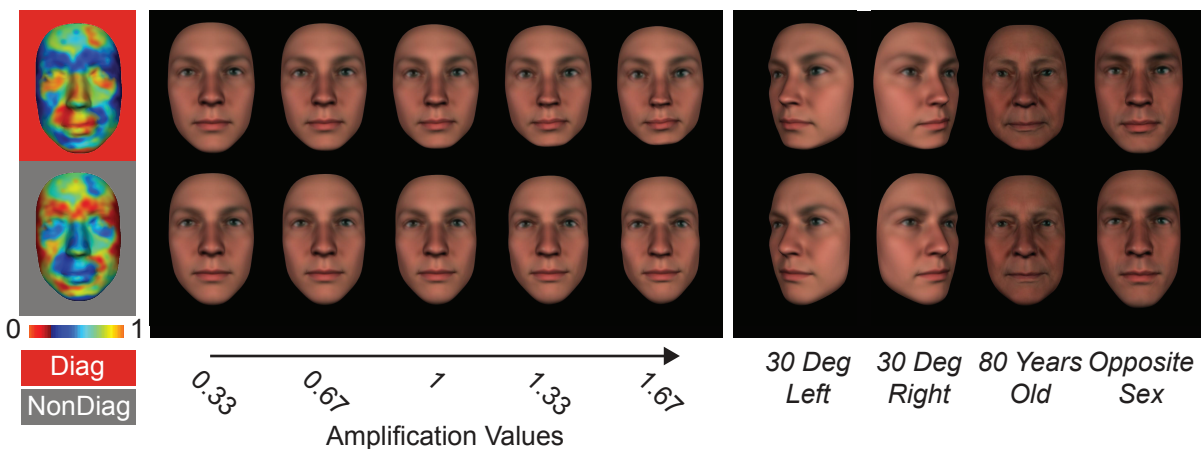 0 1
Diag
NonDiag
0.33 0.67 1 1.33 1.67
Amplification Values
30 Deg Left
30 Deg Right
80 Years Old
Opposite Sex